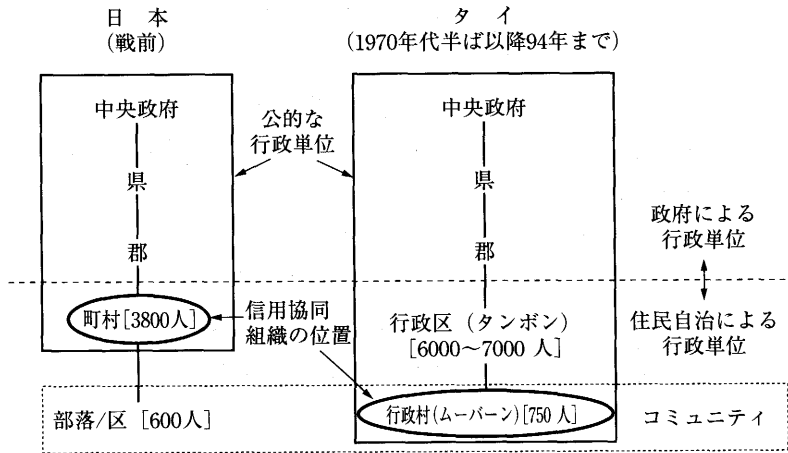 日 本
(戦前)
タ イ
(1970年代半ば以降94年まで)
中央政府
県
郡
町村[3800人]
部落/区 [600人]
公的な
行政単位
信用協同
組織の位置
中央政府
県
郡
行政区 (タンボン)
[6000～7000 人]
行政村(ムーバーン)[750 人]
政府による
行政単位
住民自治による
行政単位
コミュニティ